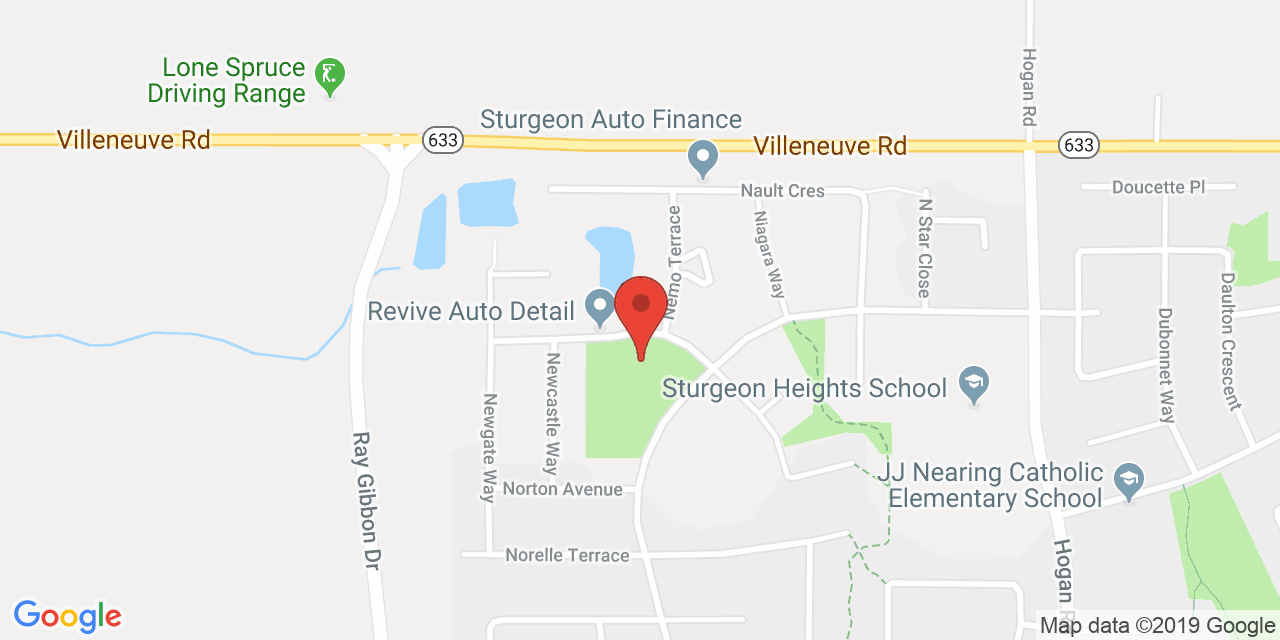 Lone Spruce
Driving Range
Hogan Rd
Sturgeon Auto Finance
Villeneuve Rd
633
Villeneuve Rd
633
Nault Cres
Doucette Pl
Nemo Terrace
Niagara Way
N Star Close
Revive Auto Detail
Daulton Crescent
Dubonnet Way
Sturgeon Heights School
Newcastle Way
Newgate Way
Ray Gibbon Dr
JJ Nearing Catholic
Elementary School
Norton Avenue
Norelle Terrace
Hogan
Google
Map data ©2019 Google